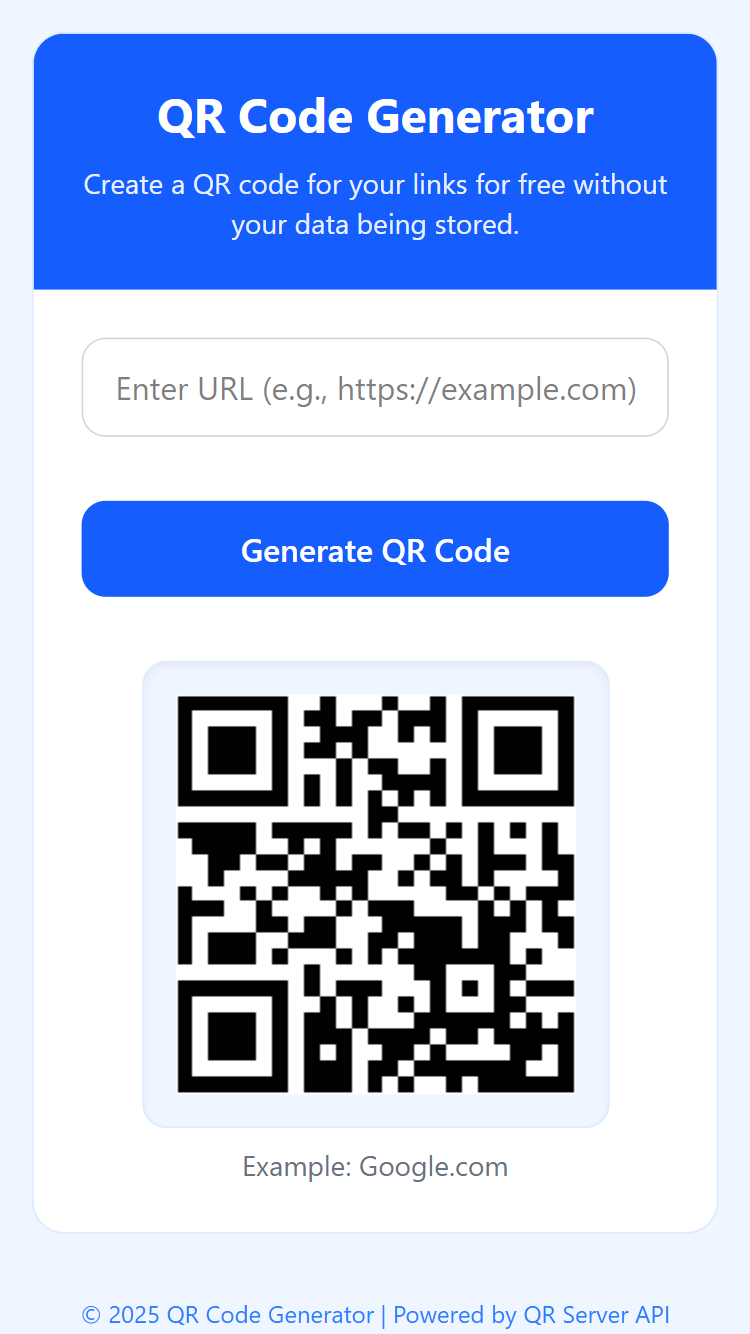 QR Code Generator
Create a QR code for your links for free without
your data being stored.
Enter URL (e.g., https://example.com)
Generate QR Code
Example: Google.com
© 2025 QR Code Generator | Powered by QR Server API